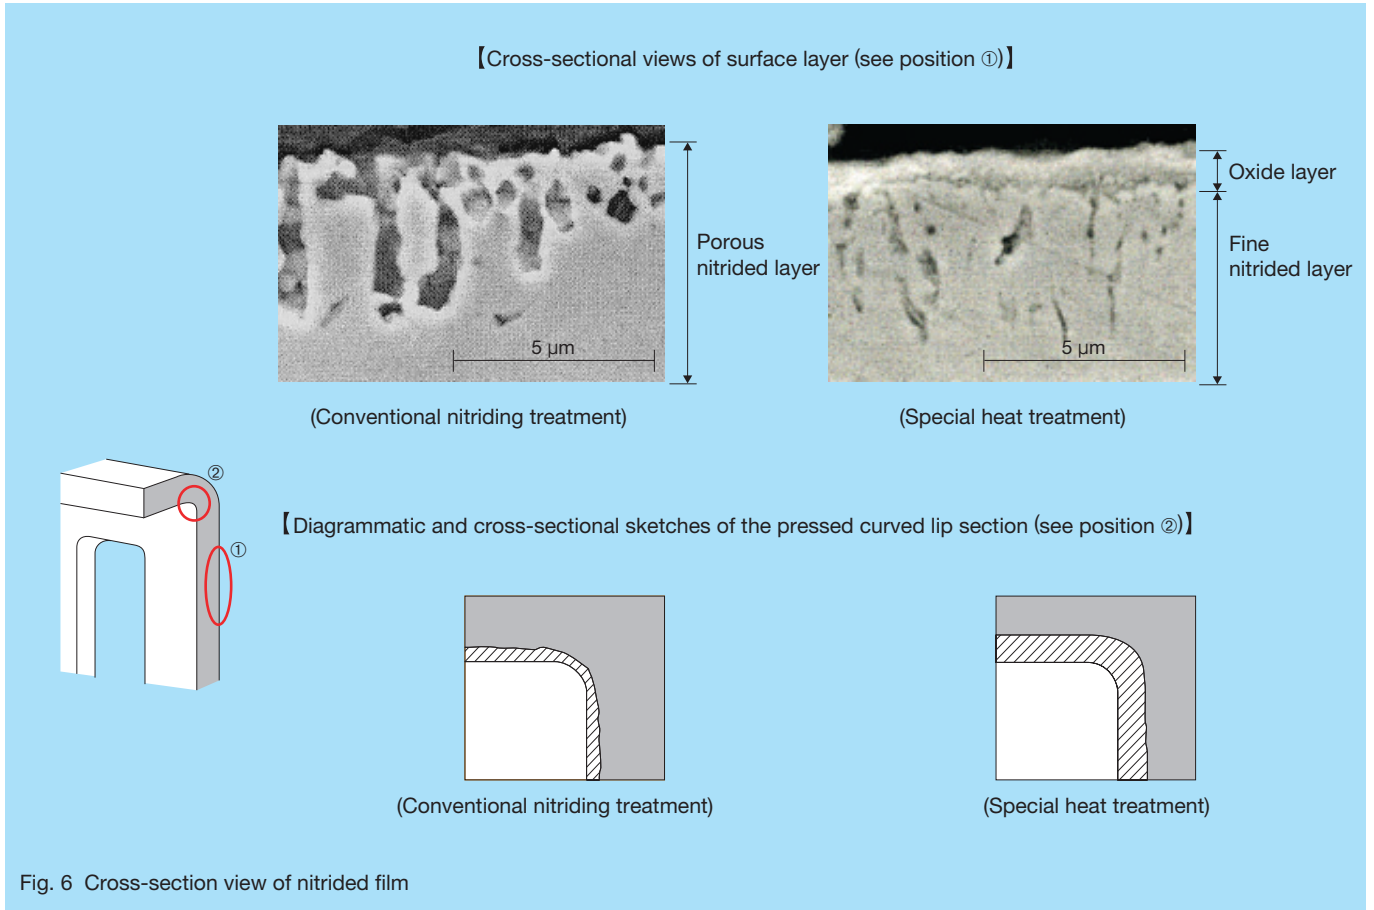 【Cross-sectional views of surface layer (see position ①)】
Oxide layer
Porous
nitrided layer
Fine
nitrided layer
5 µm
5 µm
(Conventional nitriding treatment)
(Special heat treatment)
②
①
【Diagrammatic and cross-sectional sketches of the pressed curved lip section (see position ②)】
(Conventional nitriding treatment)
(Special heat treatment)
Fig. 6 Cross-section view of nitrided film